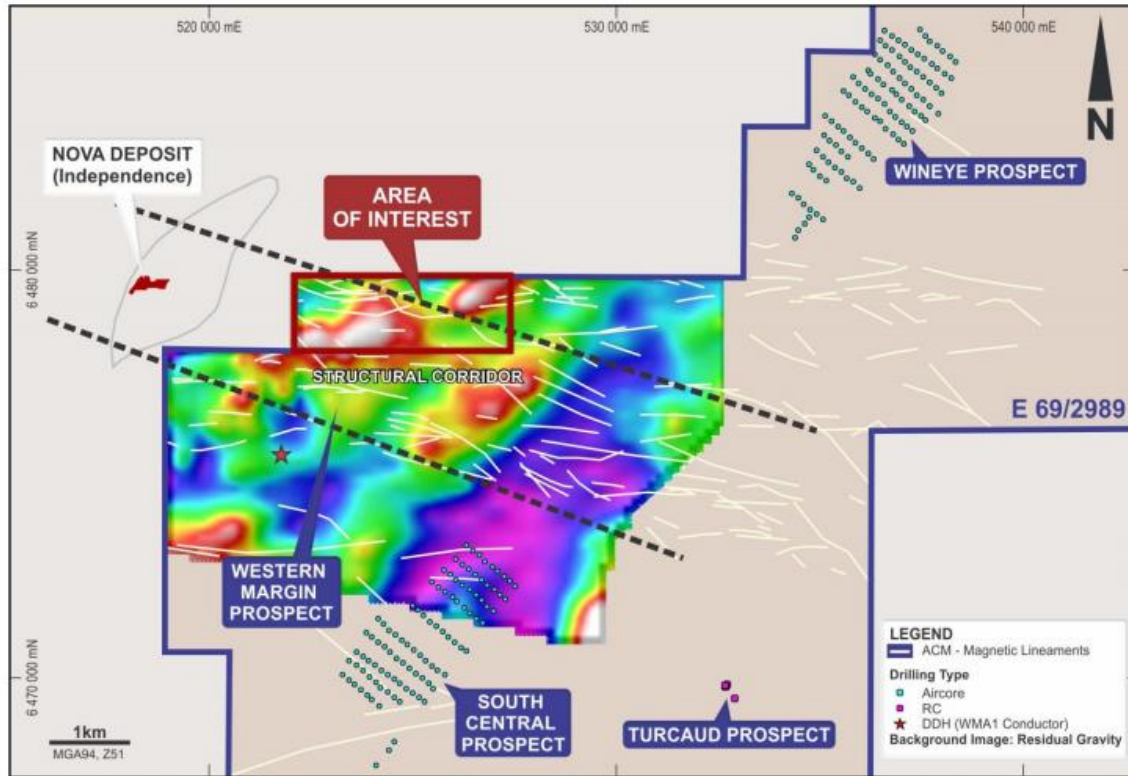 520 000 mE
530 000 mE
540 000 mE
N
NOVA DEPOSIT
(Independence)
AREA
OF INTEREST
WINEYE PROSPECT
6 480 000 mN
STRUCTURAL CORRIDOR
E 69/2989
WESTERN
MARGIN
PROSPECT
6 470 000 mN
SOUTH
CENTRAL
PROSPECT
TURCAUD PROSPECT
1km
MGA94, Z51
LEGEND
ACM - Magnetic Lineaments
Drilling Type
Aircore
RC
DDH (WMA1 Conductor)
Background Image: Residual Gravity